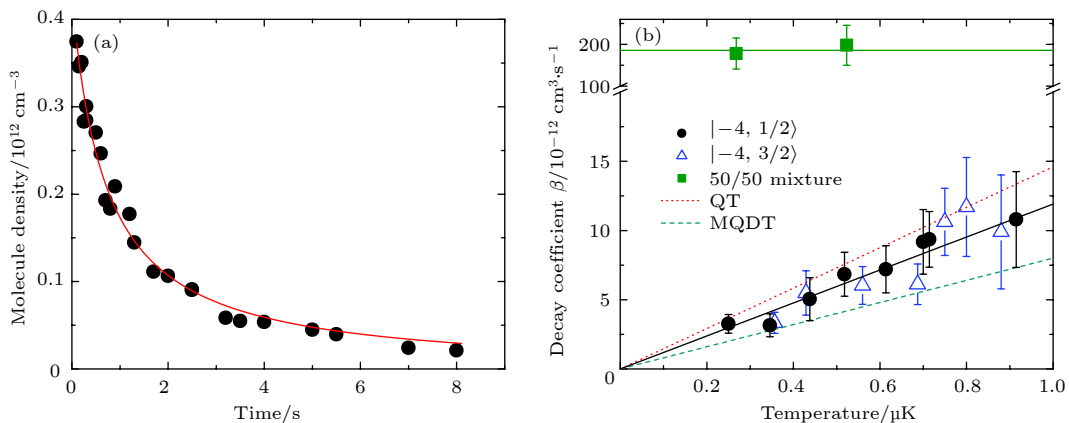 (a)
0.4
0.3
0.2
0.1
0
0 2 4 6 8
Time/s
Molecule density/10¹² cm⁻³
(b)
200
100
15
10
5
0
0.2 0.4 0.6 0.8 1.0
Temperature/µK
Decay coefficient β/10⁻¹² cm³·s⁻¹
|−4, 1/2⟩
|−4, 3/2⟩
50/50 mixture
QT
MQDT